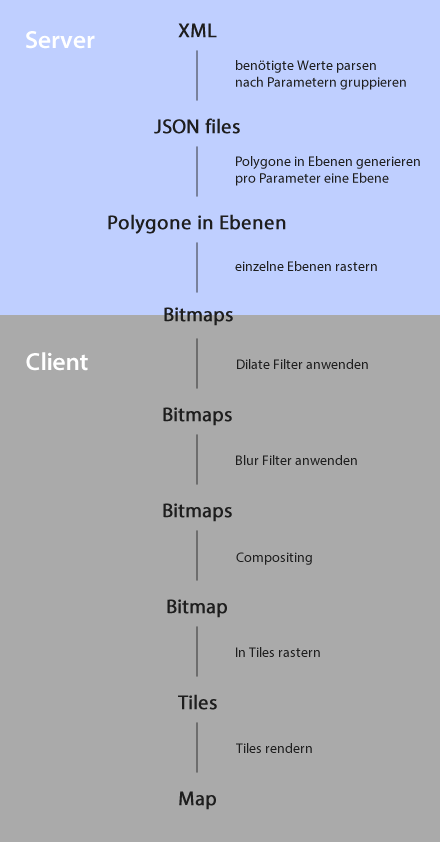 Server
XML
benötigte Werte parsen
nach Parametern gruppieren
JSON files
Polygone in Ebenen generieren
pro Parameter eine Ebene
Polygone in Ebenen
einzelne Ebenen rastern
Bitmaps
Client
Dilate Filter anwenden
Bitmaps
Blur Filter anwenden
Bitmaps
Compositing
Bitmap
In Tiles rastern
Tiles
Tiles rendern
Map